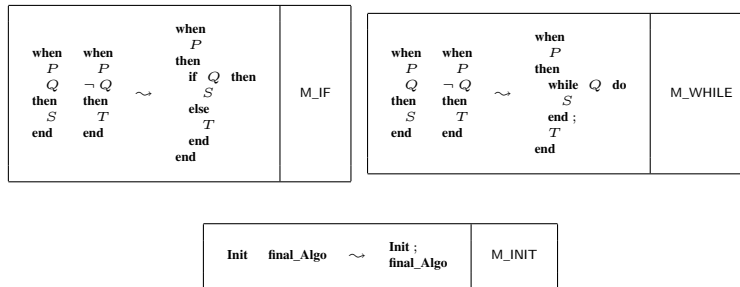 when
P
Q
then
S
end
when
P
¬ Q
then
T
end
⤳
when
P
then
if Q then
S
else
T
end
end
M_IF
when
P
Q
then
S
end
when
P
¬ Q
then
T
end
⤳
when
P
then
while Q do
S
end ;
T
end
M_WHILE
Init final_Algo ⤳ Init ;
final_Algo
M_INIT